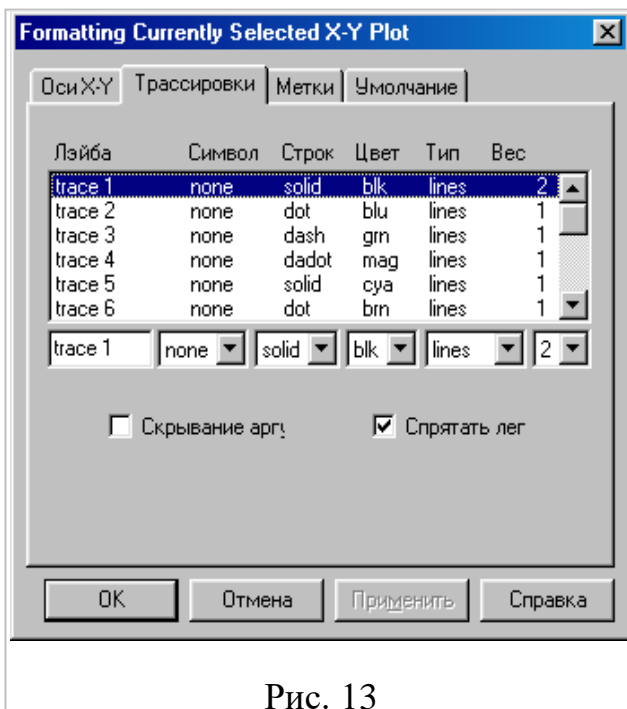 Formatting Currently Selected X-Y Plot
Оси X-Y Трассировки Метки Умолчание
Лэйба Символ Строк Цвет Тип Вес
trace 1 none solid blk lines 2
trace 2 none dot blu lines 1
trace 3 none dash grn lines 1
trace 4 none dadot mag lines 1
trace 5 none solid cya lines 1
trace 6 none dot brn lines 1
trace 1 none solid blk lines 2
Скрывание аргу Спрятать лег
OK Отмена Применить Справка
Рис. 13